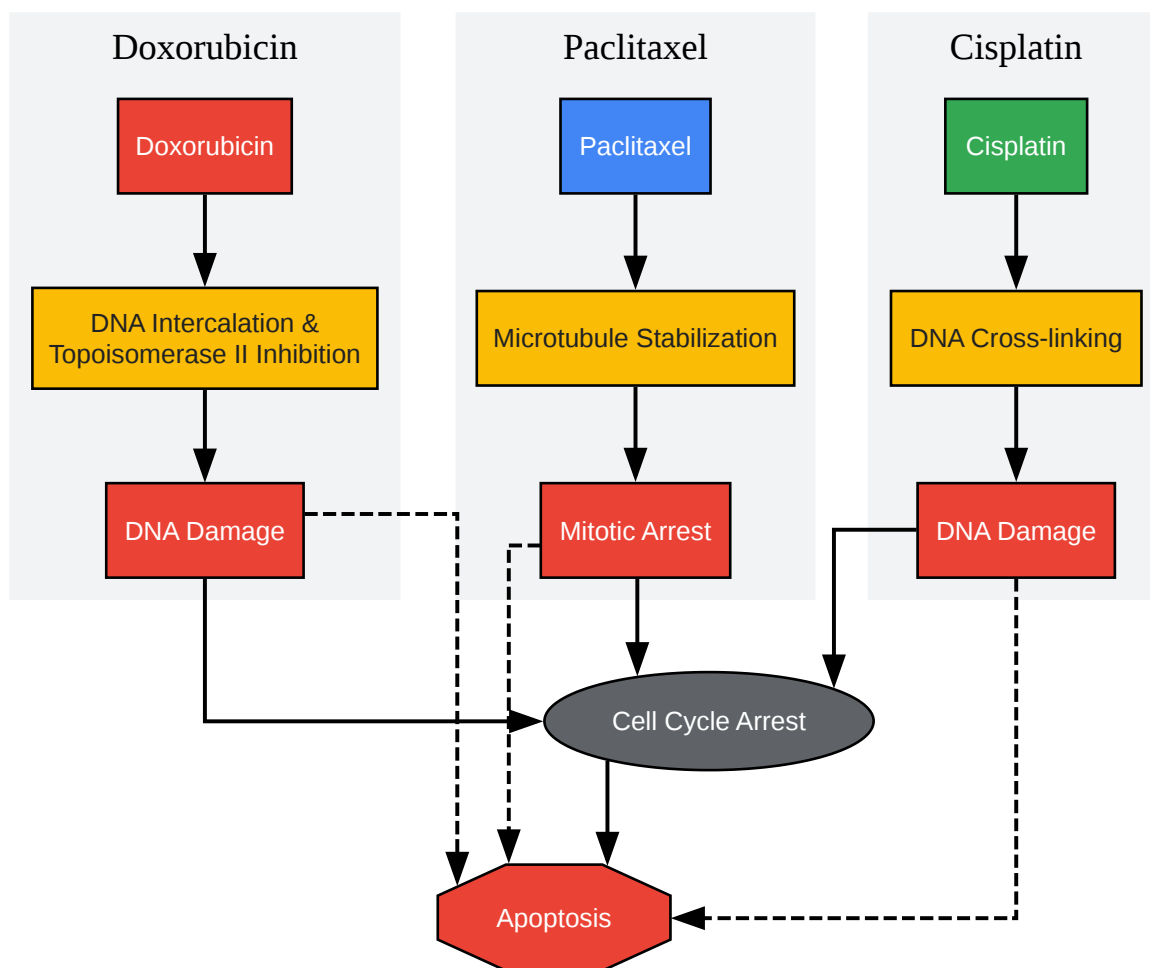 Doxorubicin
Paclitaxel
Cisplatin
Doxorubicin
Paclitaxel
Cisplatin
DNA Intercalation &
Topoisomerase II Inhibition
Microtubule Stabilization
DNA Cross-linking
DNA Damage
Mitotic Arrest
DNA Damage
Cell Cycle Arrest
Apoptosis